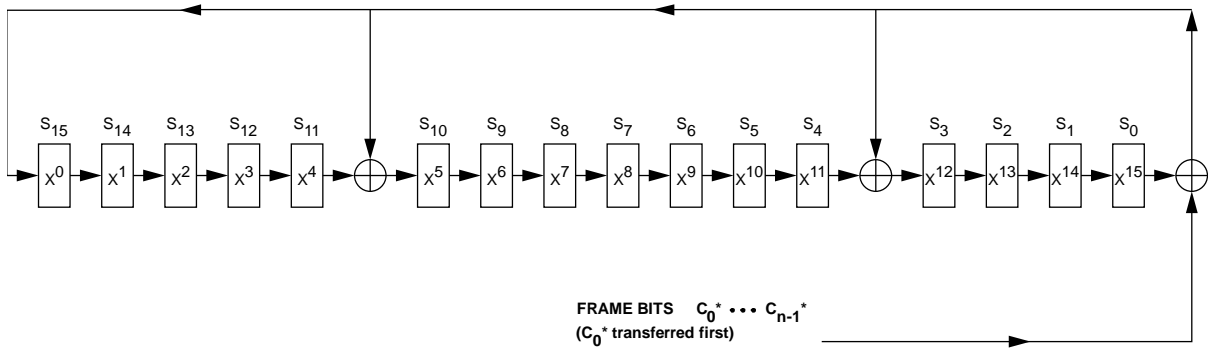 S15 S14 S13 S12 S11 S10 S9 S8 S7 S6 S5 S4 S3 S2 S1 S0
X0 X1 X2 X3 X4 X5 X6 X7 X8 X9 X10 X11 X12 X13 X14 X15
FRAME BITS C0* ••• Cn-1*
(C0* transferred first)